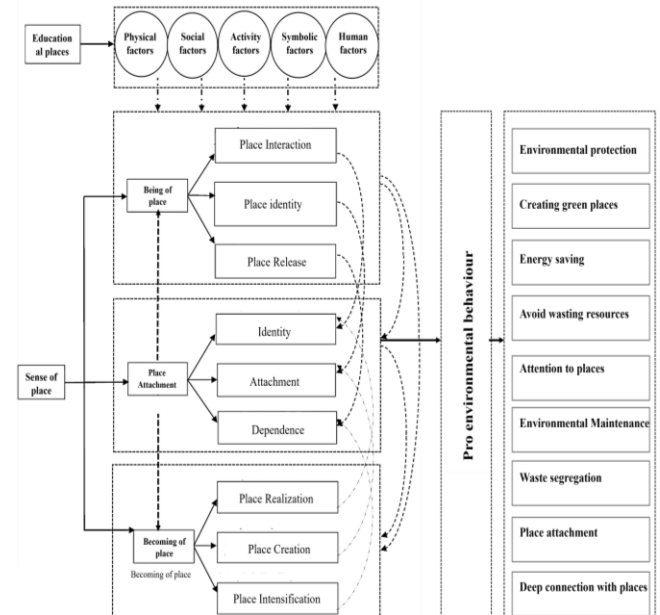 Education
al places
Physical
factors
Social
factors
Activity
factors
Symbolic
factors
Human
factors
Place Interaction
Being of
place
Place identity
Place Release
Sense of
place
Place
Attachment
Identity
Attachment
Dependence
Becoming of
place
Becoming of place
Place Realization
Place Creation
Place Intensification
Pro environmental behaviour
Environmental protection
Creating green places
Energy saving
Avoid wasting resources
Attention to places
Environmental Maintenance
Waste segregation
Place attachment
Deep connection with places